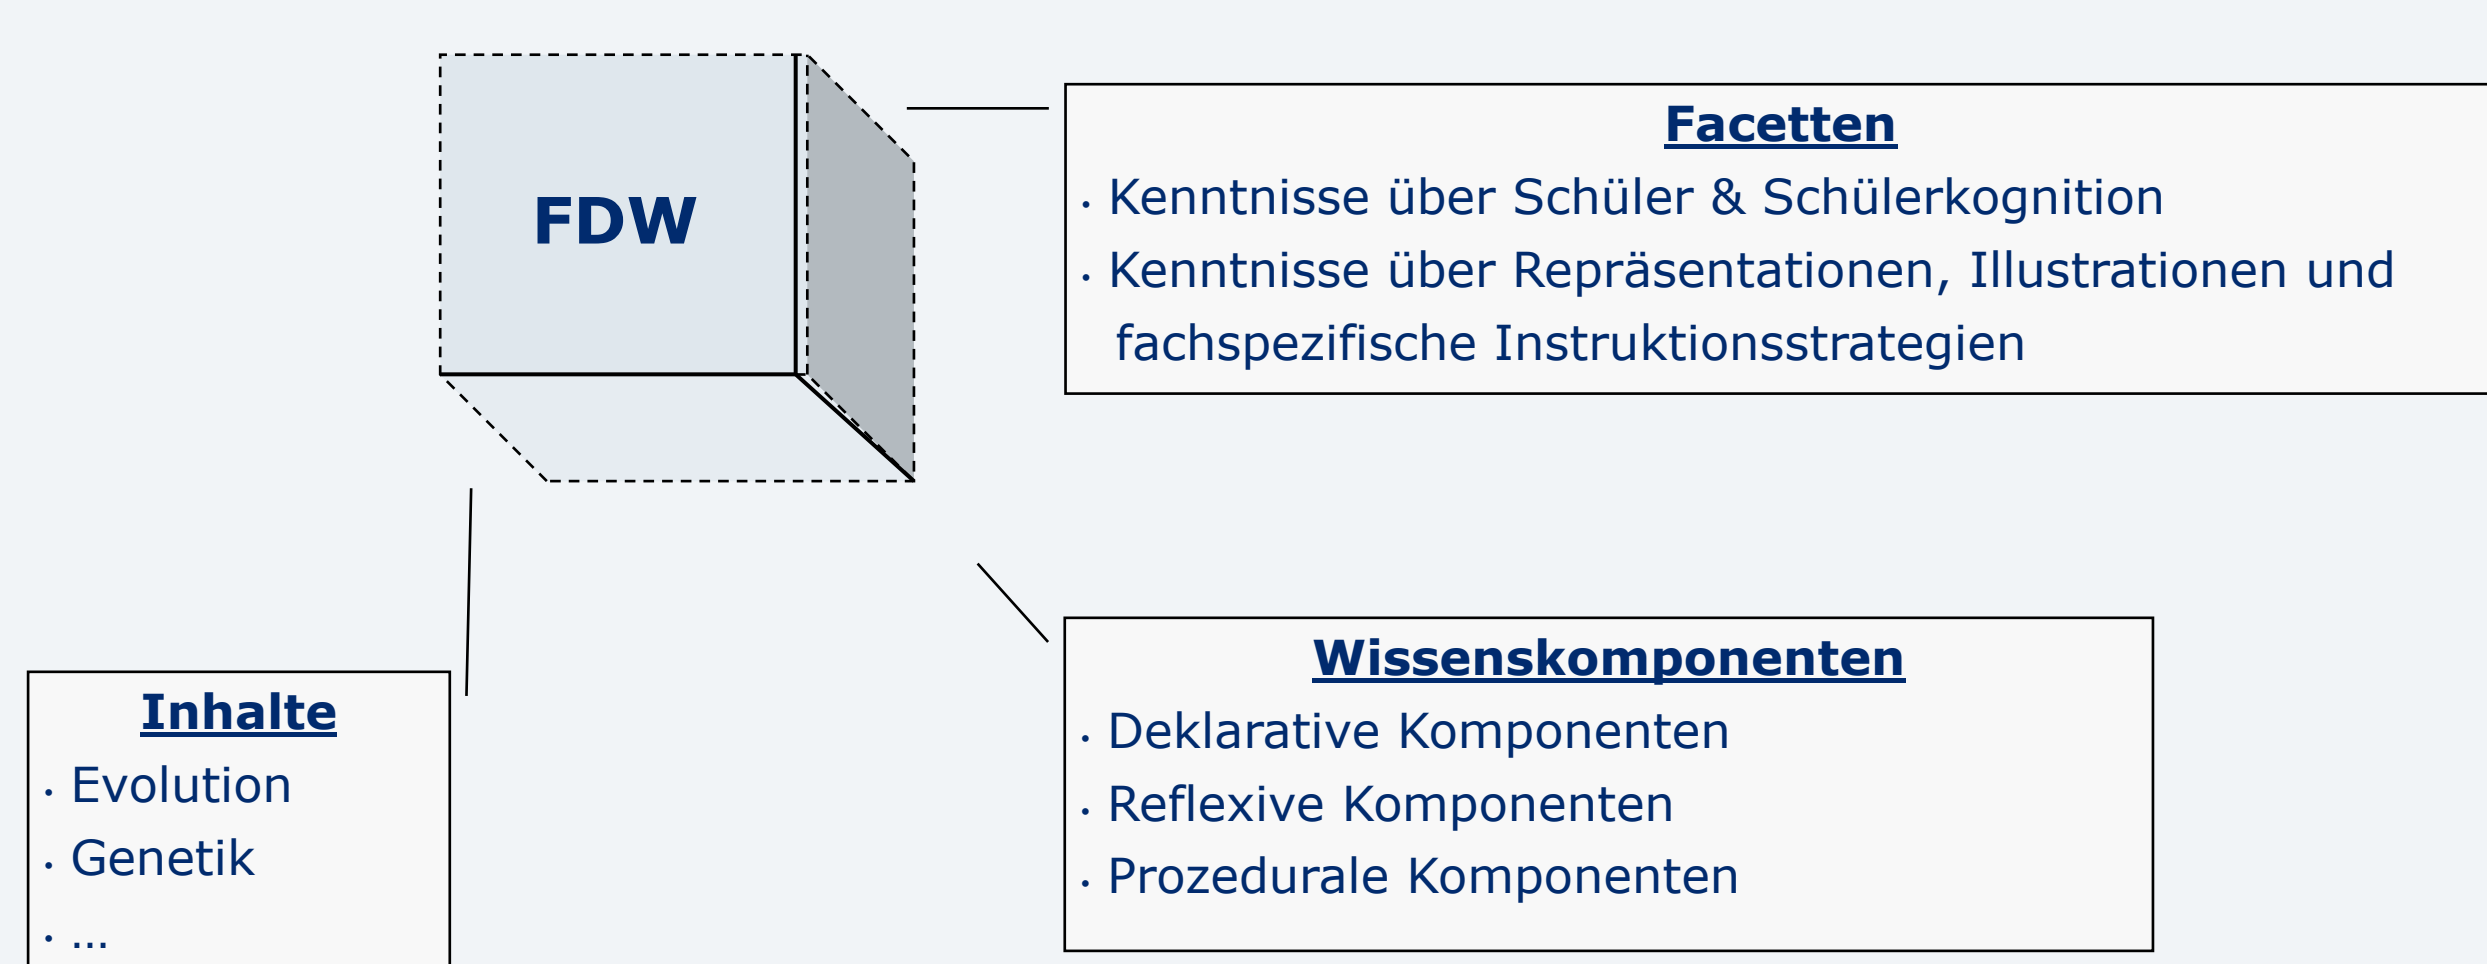 FDW
Facetten
· Kenntnisse über Schüler & Schülerkognition
· Kenntnisse über Repräsentationen, Illustrationen und
fachspezifische Instruktionsstrategien
Wissenskomponenten
· Deklarative Komponenten
· Reflexive Komponenten
· Prozedurale Komponenten
Inhalte
· Evolution
· Genetik
· …